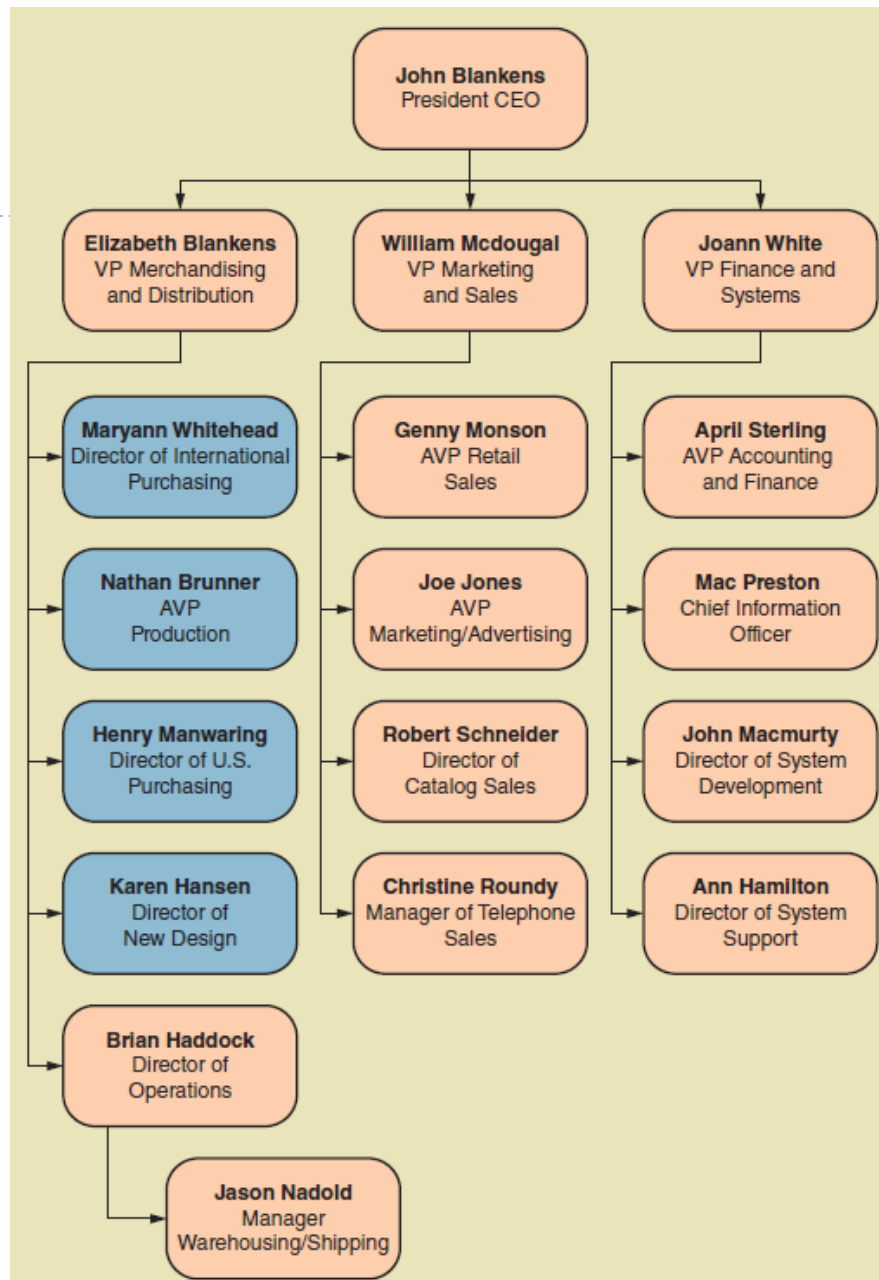 John Blankens
President CEO
Elizabeth Blankens
VP Merchandising
and Distribution
William Mcdougal
VP Marketing
and Sales
Joann White
VP Finance and
Systems
Maryann Whitehead
Director of International
Purchasing
Genny Monson
AVP Retail
Sales
April Sterling
AVP Accounting
and Finance
Nathan Brunner
AVP
Production
Joe Jones
AVP
Marketing/Advertising
Mac Preston
Chief Information
Officer
Henry Manwaring
Director of U.S.
Purchasing
Robert Schneider
Director of
Catalog Sales
John Macmurty
Director of System
Development
Karen Hansen
Director of
New Design
Christine Roundy
Manager of Telephone
Sales
Ann Hamilton
Director of System
Support
Brian Haddock
Director of
Operations
Jason Nadold
Manager
Warehousing/Shipping